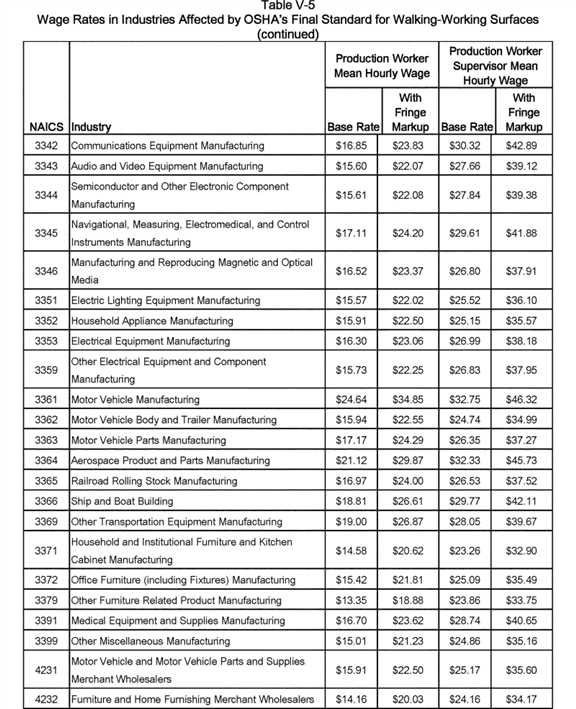 Table V-5
Wage Rates in Industries Affected by OSHA's Final Standard for Walking-Working Surfaces
(continued)
Production Worker Mean Hourly Wage | Production Worker Supervisor Mean Hourly Wage
NAICS | Industry | Base Rate | With Fringe Markup | Base Rate | With Fringe Markup
3342 | Communications Equipment Manufacturing | $16.85 | $23.83 | $30.32 | $42.89
3343 | Audio and Video Equipment Manufacturing | $15.60 | $22.07 | $27.66 | $39.12
3344 | Semiconductor and Other Electronic Component Manufacturing | $15.61 | $22.08 | $27.84 | $39.38
3345 | Navigational, Measuring, Electromedical, and Control Instruments Manufacturing | $17.11 | $24.20 | $29.61 | $41.88
3346 | Manufacturing and Reproducing Magnetic and Optical Media | $16.52 | $23.37 | $26.80 | $37.91
3351 | Electric Lighting Equipment Manufacturing | $15.57 | $22.02 | $25.52 | $36.10
3352 | Household Appliance Manufacturing | $15.91 | $22.50 | $25.15 | $35.57
3353 | Electrical Equipment Manufacturing | $16.30 | $23.06 | $26.99 | $38.18
3359 | Other Electrical Equipment and Component Manufacturing | $15.73 | $22.25 | $26.83 | $37.95
3361 | Motor Vehicle Manufacturing | $24.64 | $34.85 | $32.75 | $46.32
3362 | Motor Vehicle Body and Trailer Manufacturing | $15.94 | $22.55 | $24.74 | $34.99
3363 | Motor Vehicle Parts Manufacturing | $17.17 | $24.29 | $26.35 | $37.27
3364 | Aerospace Product and Parts Manufacturing | $21.12 | $29.87 | $32.33 | $45.73
3365 | Railroad Rolling Stock Manufacturing | $16.97 | $24.00 | $26.53 | $37.52
3366 | Ship and Boat Building | $18.81 | $26.61 | $29.77 | $42.11
3369 | Other Transportation Equipment Manufacturing | $19.00 | $26.87 | $28.05 | $39.67
3371 | Household and Institutional Furniture and Kitchen Cabinet Manufacturing | $14.58 | $20.62 | $23.26 | $32.90
3372 | Office Furniture (including Fixtures) Manufacturing | $15.42 | $21.81 | $25.09 | $35.49
3379 | Other Furniture Related Product Manufacturing | $13.35 | $18.88 | $23.86 | $33.75
3391 | Medical Equipment and Supplies Manufacturing | $16.70 | $23.62 | $28.74 | $40.65
3399 | Other Miscellaneous Manufacturing | $15.01 | $21.23 | $24.86 | $35.16
4231 | Motor Vehicle and Motor Vehicle Parts and Supplies Merchant Wholesalers | $15.91 | $22.50 | $25.17 | $35.60
4232 | Furniture and Home Furnishing Merchant Wholesalers | $14.16 | $20.03 | $24.16 | $34.17